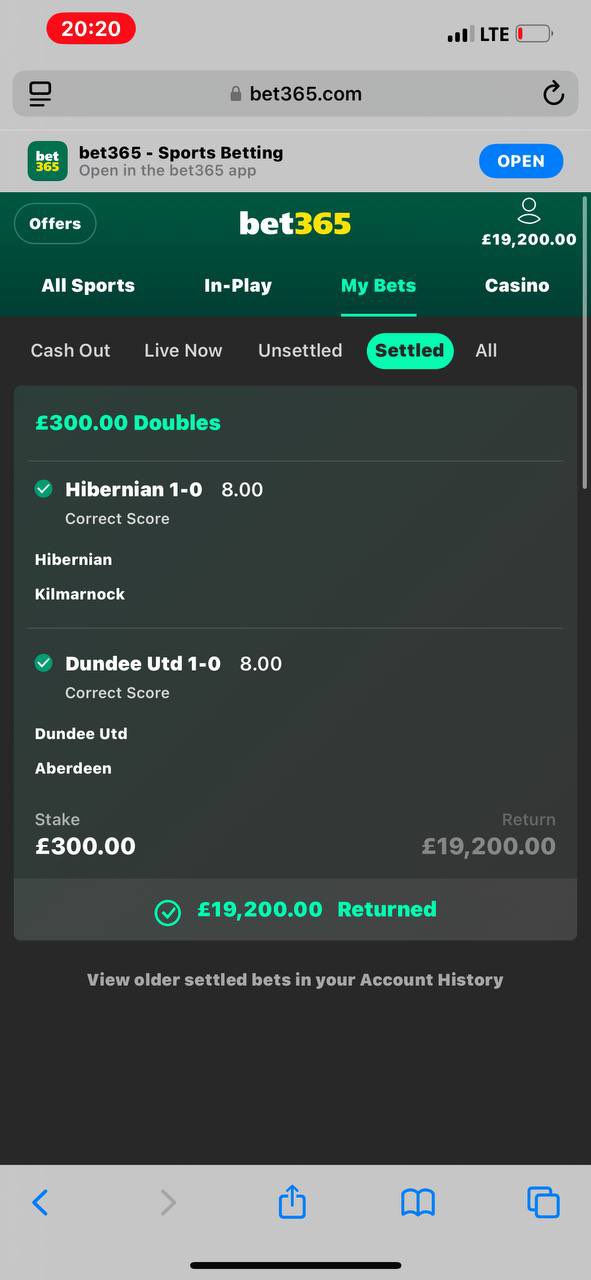 20:20
LTE
bet365.com
bet365
bet365 - Sports Betting
Open in the bet365 app
OPEN
Offers
bet365
£19,200.00
All Sports In-Play My Bets Casino
Cash Out Live Now Unsettled Settled All
£300.00 Doubles
Hibernian 1-0 8.00
Correct Score
Hibernian
Kilmarnock
Dundee Utd 1-0 8.00
Correct Score
Dundee Utd
Aberdeen
Stake Return
£300.00 £19,200.00
£19,200.00 Returned
View older settled bets in your Account History